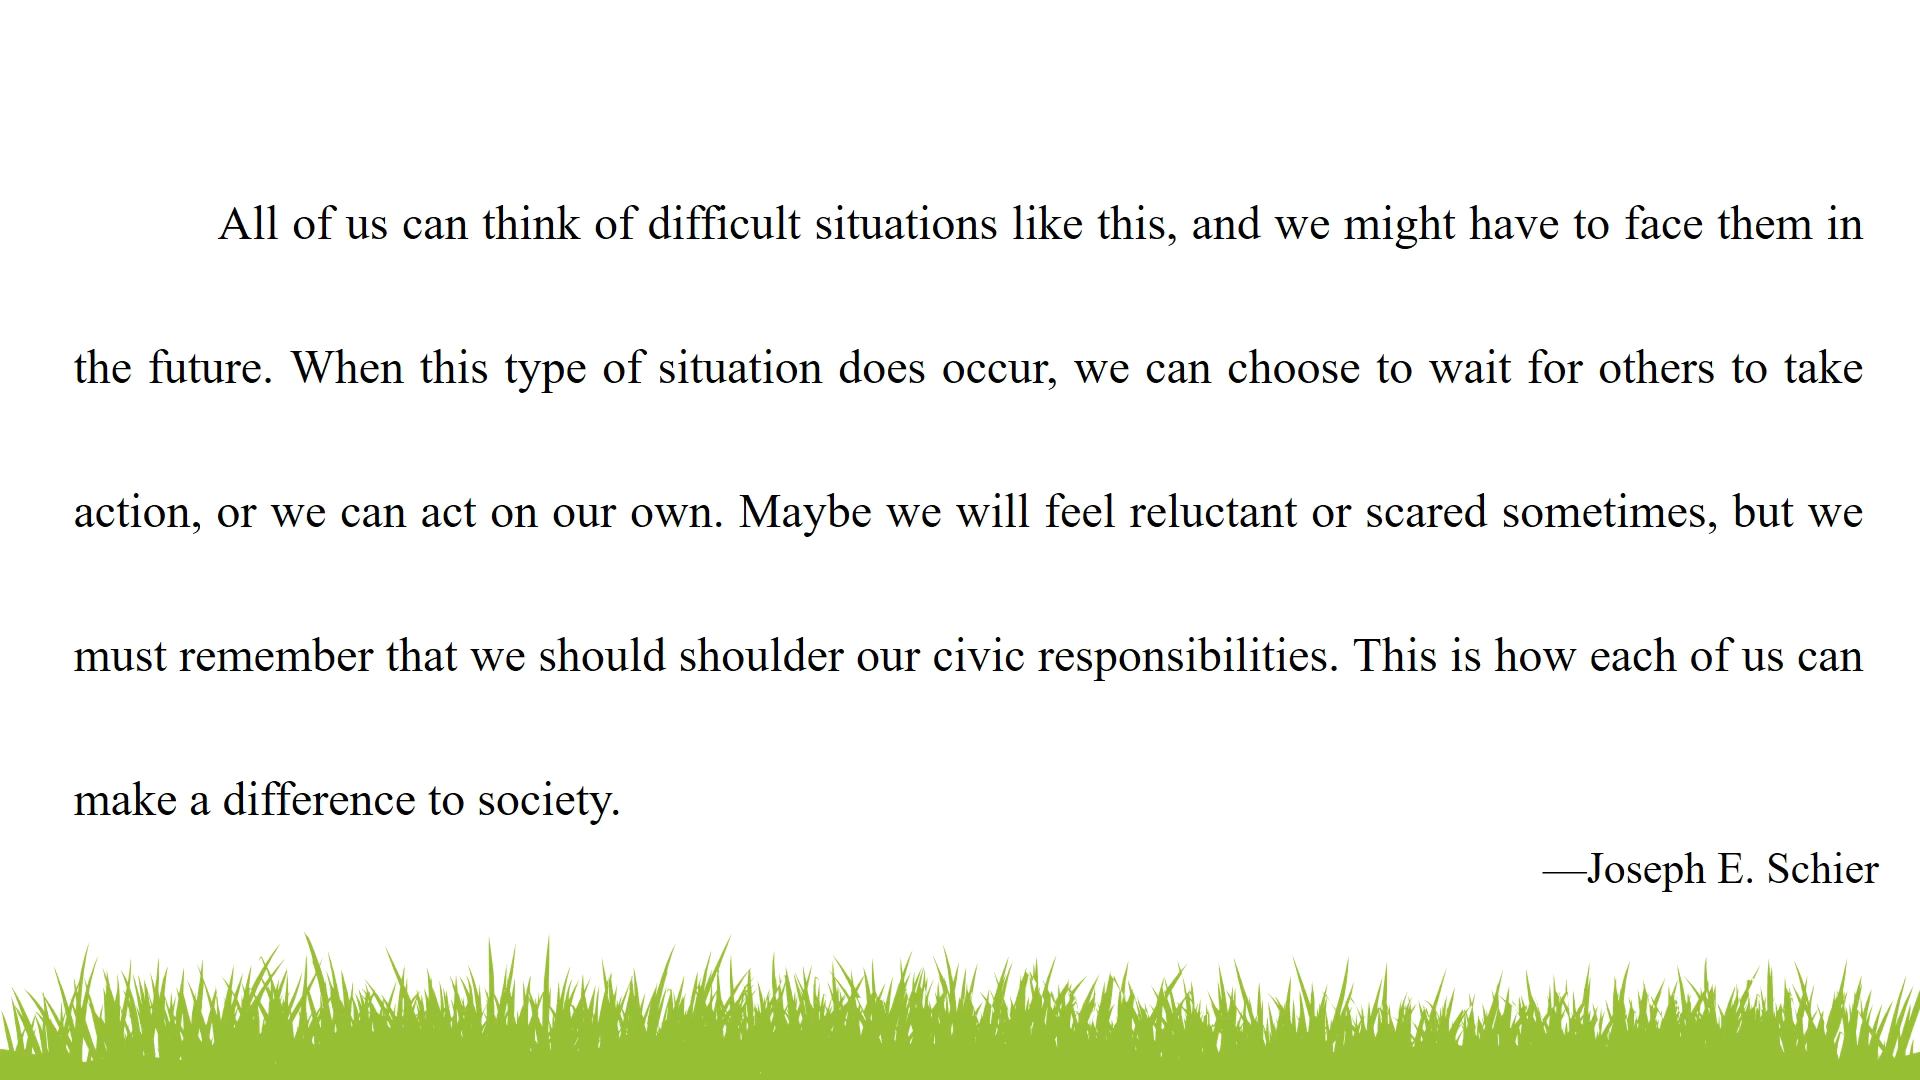 All of us can think of difficult situations like this, and we might have to face them in
the future. When this type of situation does occur, we can choose to wait for others to take
action, or we can act on our own. Maybe we will feel reluctant or scared sometimes, but we
must remember that we should shoulder our civic responsibilities. This is how each of us can
make a difference to society.
—Joseph E. Schier